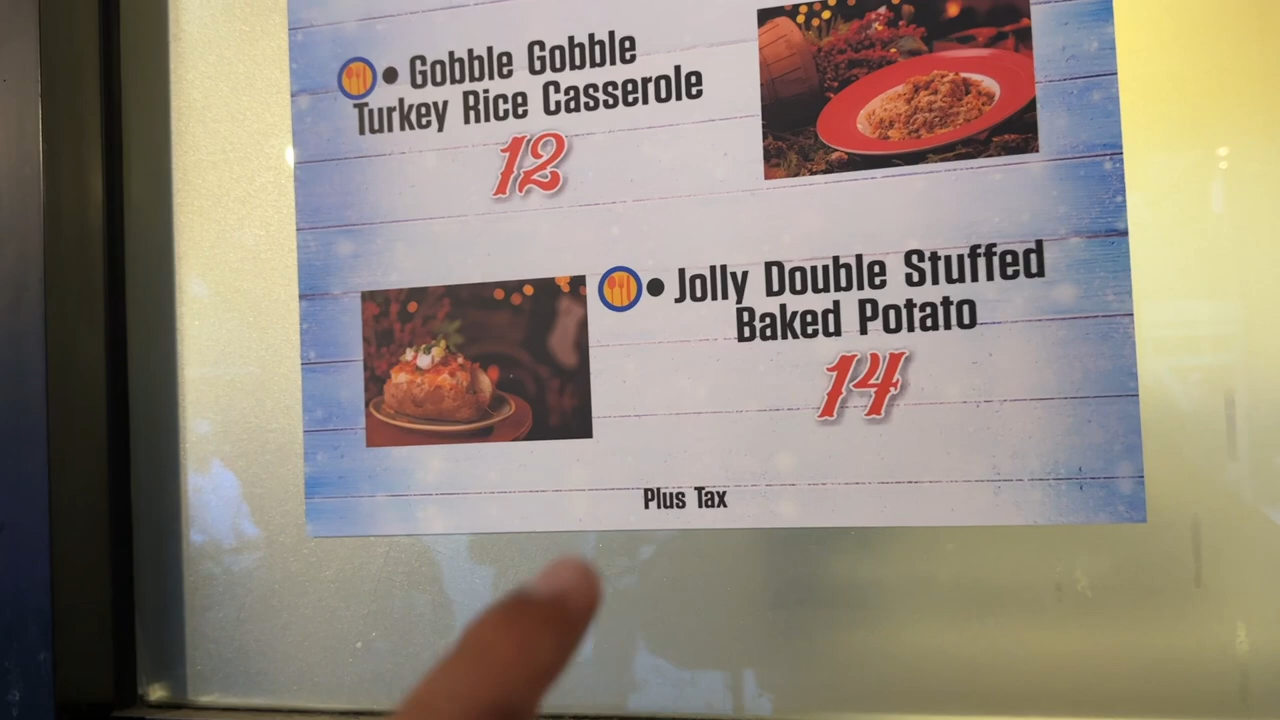 • Gobble Gobble
Turkey Rice Casserole
12
• Jolly Double Stuffed
Baked Potato
14
Plus Tax